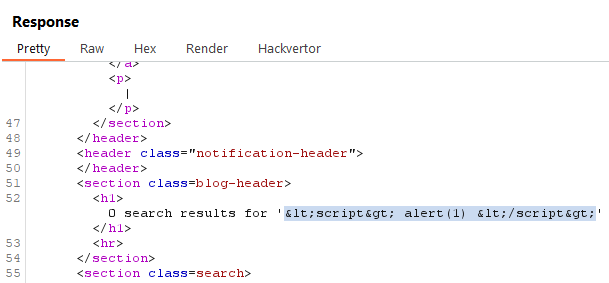 Response
Pretty Raw Hex Render Hackvertor
</a>
<p>
|
</p>
47 </section>
48 </header>
49 <header class="notification-header">
50 </header>
51 <section class=blog-header>
52 <h1>
0 search results for '&lt;script&gt; alert(1) &lt;/script&gt;'
</h1>
53 <hr>
54 </section>
55 <section class=search>